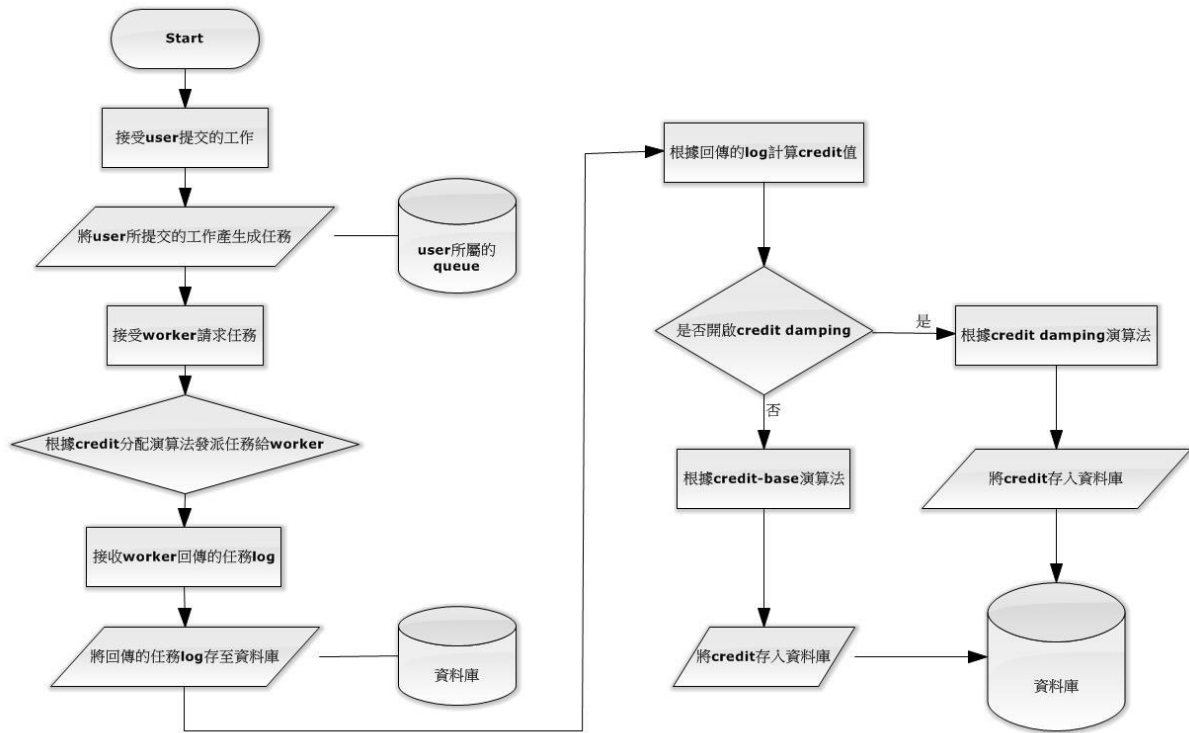 Start
接受user提交的工作
將user所提交的工作產生成任務
user所屬的
queue
接受worker請求任務
根據credit分配演算法發派任務給worker
接收worker回傳的任務log
將回傳的任務log存至資料庫
資料庫
根據回傳的log計算credit值
是否開啟credit damping
是
根據credit damping演算法
否
根據credit-base演算法
將credit存入資料庫
將credit存入資料庫
資料庫